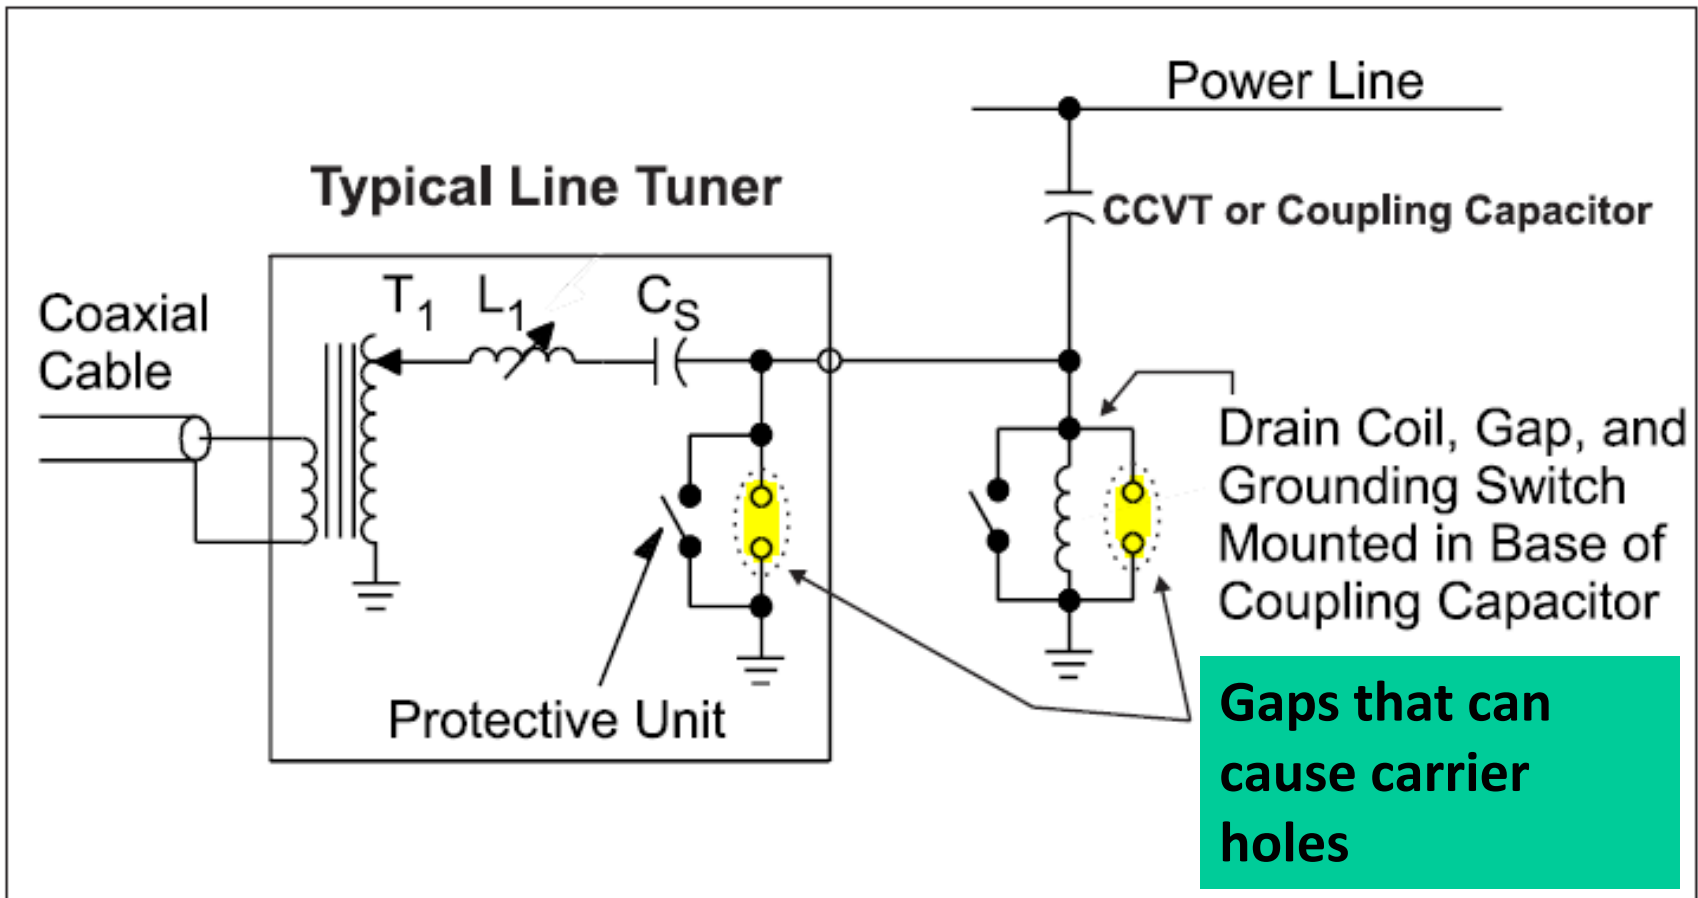 Power Line
Typical Line Tuner
CCVT or Coupling Capacitor
T1
L1
CS
Coaxial
Cable
Drain Coil, Gap, and
Grounding Switch
Mounted in Base of
Coupling Capacitor
Protective Unit
Gaps that can
cause carrier
holes